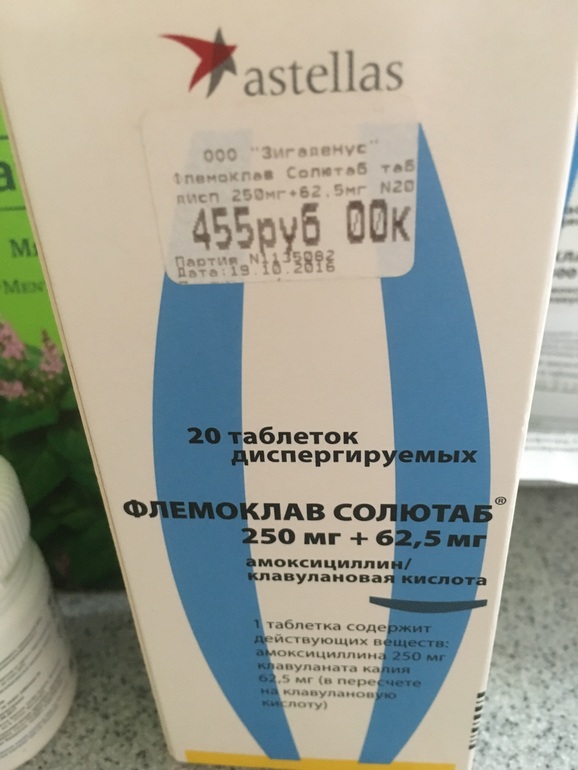 astellas
ООО "Зигаденус"
Флемоклав Солютаб таб
дисп 250мг+62.5мг N20
455руб 00к
Партия N1135082
Дата:19.10.2016
20 таблеток
диспергируемых
ФЛЕМОКЛАВ СОЛЮТАБ®
250 мг + 62,5 мг
амоксициллин/
клавулановая кислота
1 таблетка содержит
действующих веществ:
амоксициллина 250 мг
клавуланата калия
62,5 мг (в пересчете
на клавулановую
кислоту)